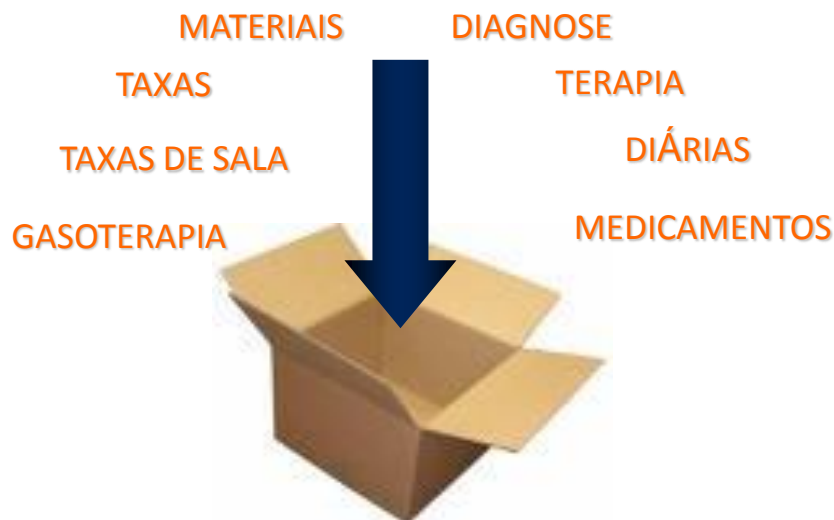 MATERIAIS
DIAGNOSE
TAXAS
TERAPIA
TAXAS DE SALA
DIÁRIAS
GASOTERAPIA
MEDICAMENTOS